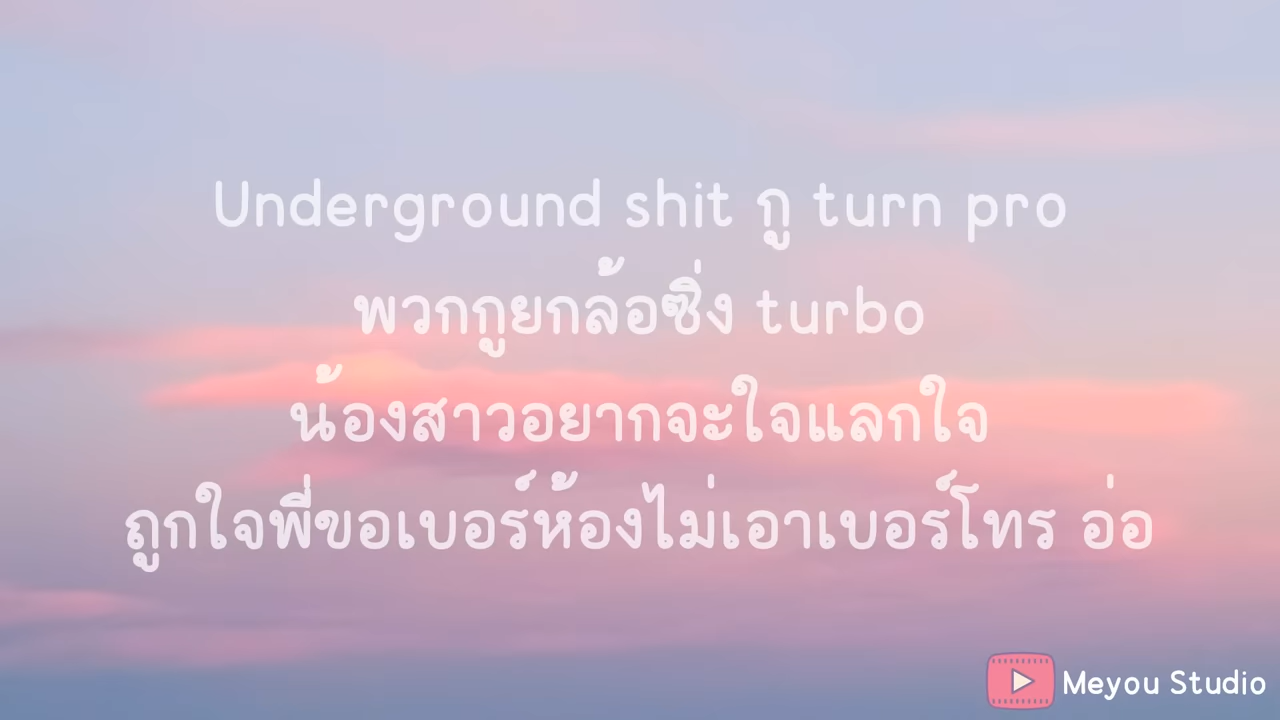 Underground shit กู turn pro
พวกกูยกล้อซิ่ง turbo
น้องสาวอยากจะใจแลกใจ
ถูกใจพี่ขอเบอร์ห้องไม่เอาเบอร์โทร อ่อ
Meyou Studio